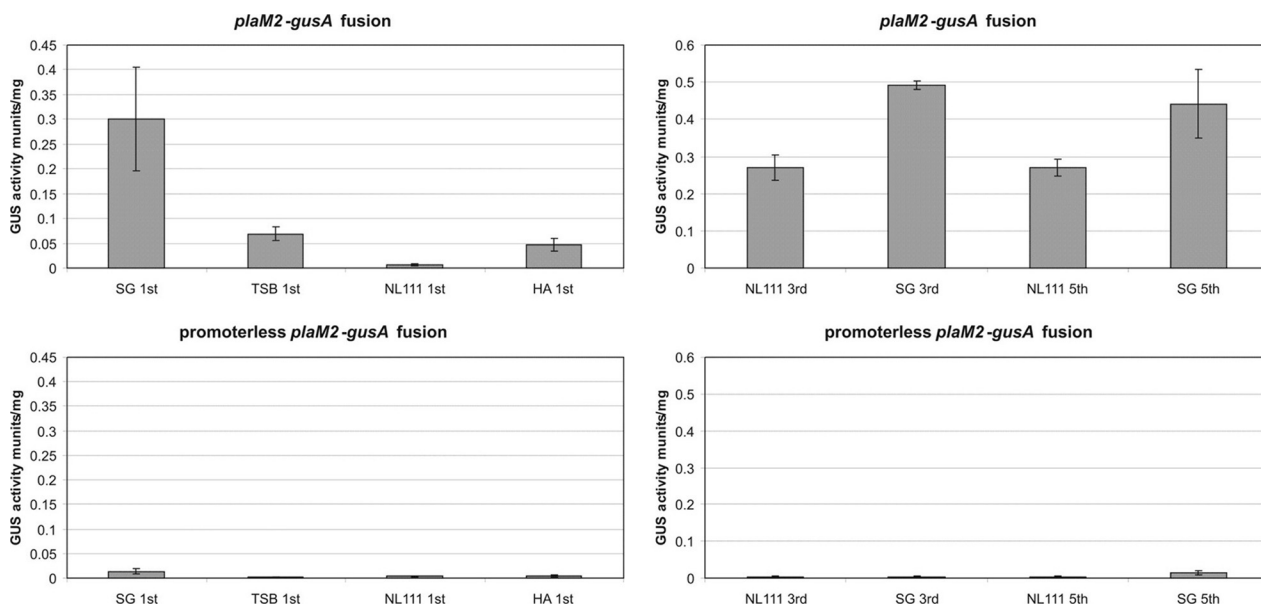 plaM2-gusA fusion
GUS activity munits/mg
0.45
0.4
0.35
0.3
0.25
0.2
0.15
0.1
0.05
0
SG 1st TSB 1st NL111 1st HA 1st
plaM2-gusA fusion
GUS activity munits/mg
0.6
0.5
0.4
0.3
0.2
0.1
0
NL111 3rd SG 3rd NL111 5th SG 5th
promoterless plaM2-gusA fusion
GUS activity munits/mg
0.45
0.4
0.35
0.3
0.25
0.2
0.15
0.1
0.05
0
SG 1st TSB 1st NL111 1st HA 1st
promoterless plaM2-gusA fusion
GUS activity munits/mg
0.6
0.5
0.4
0.3
0.2
0.1
0
NL111 3rd SG 3rd NL111 5th SG 5th